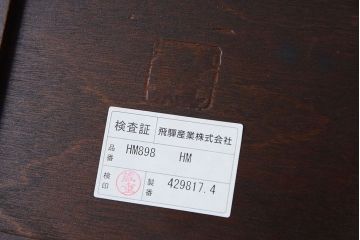 検査証 飛騨産業株式会社
品番 HM898 HM
検印 製番 429817.4